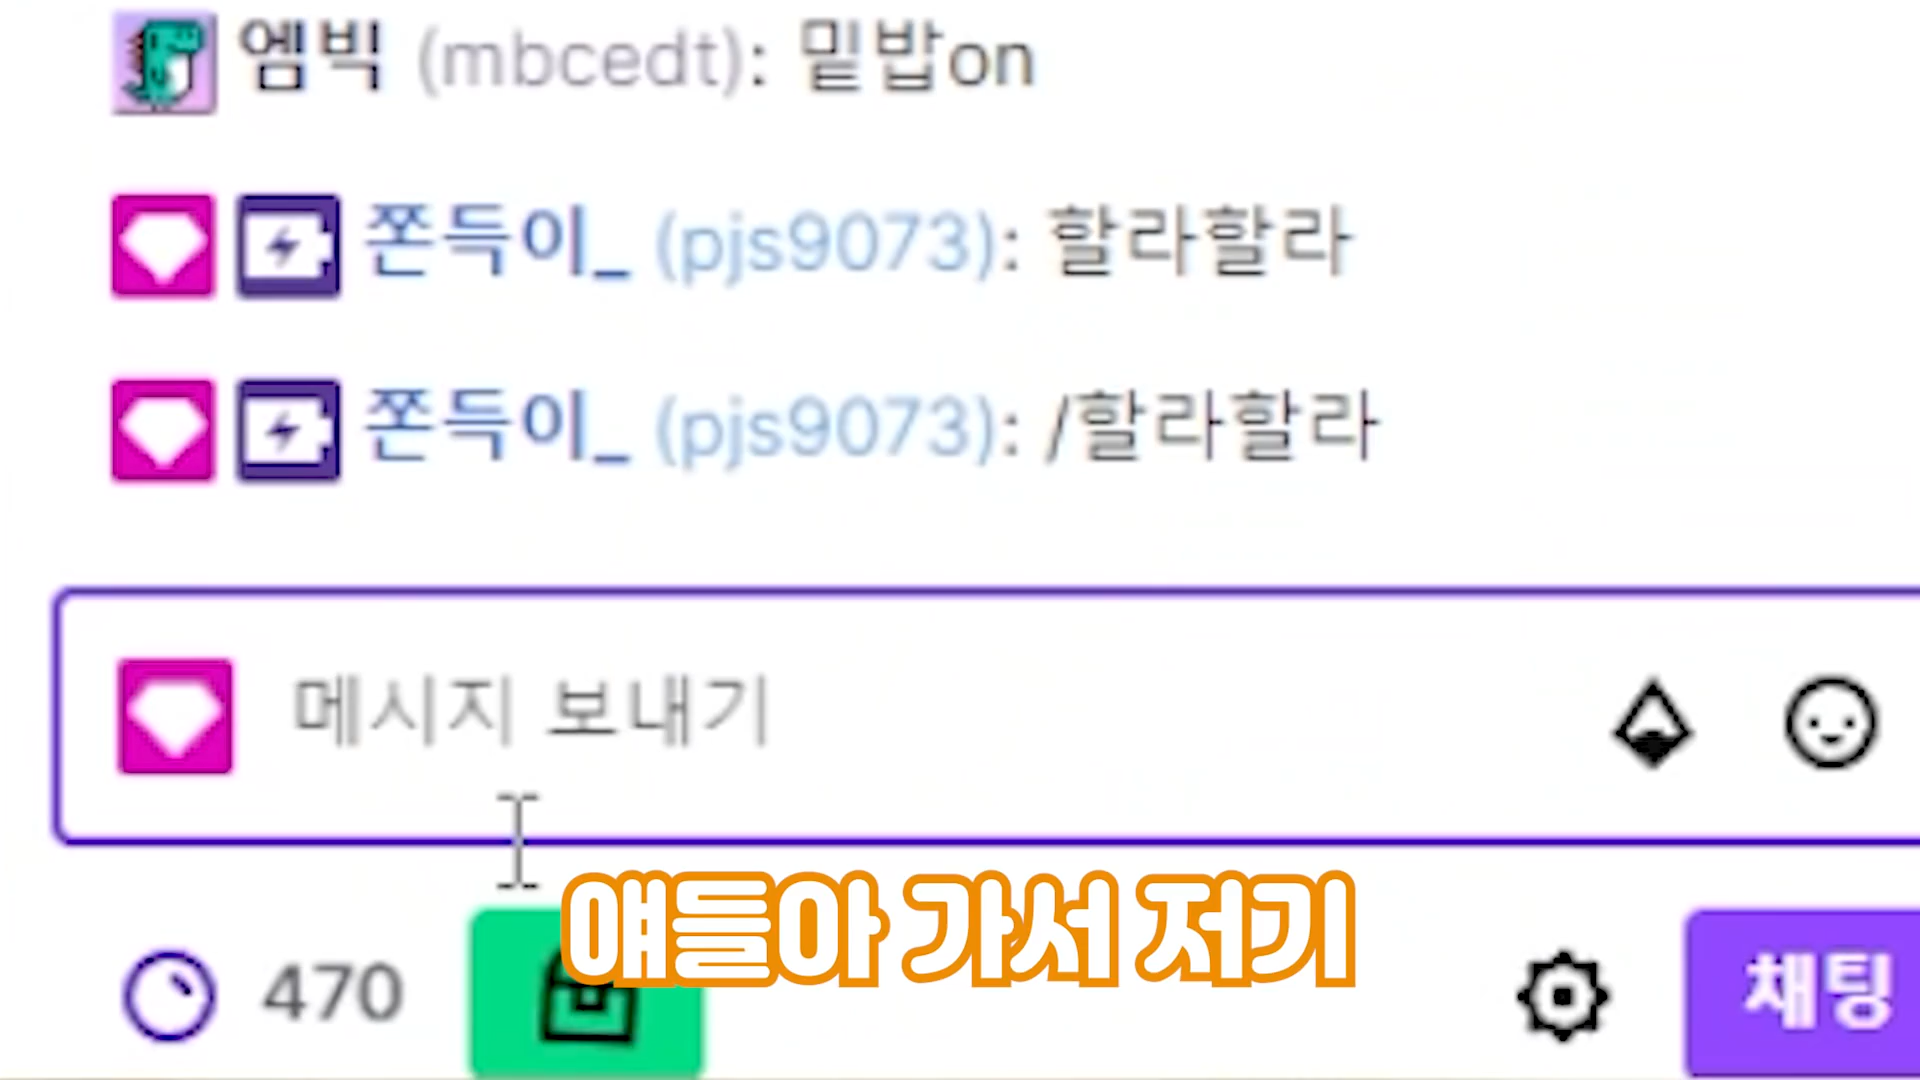 엠빅 (mbcedt): 밑밥on
쫀득이_ (pjs9073): 할라할라
쫀득이_ (pjs9073): /할라할라
메시지 보내기
얘들아 가서 저기
470
채팅